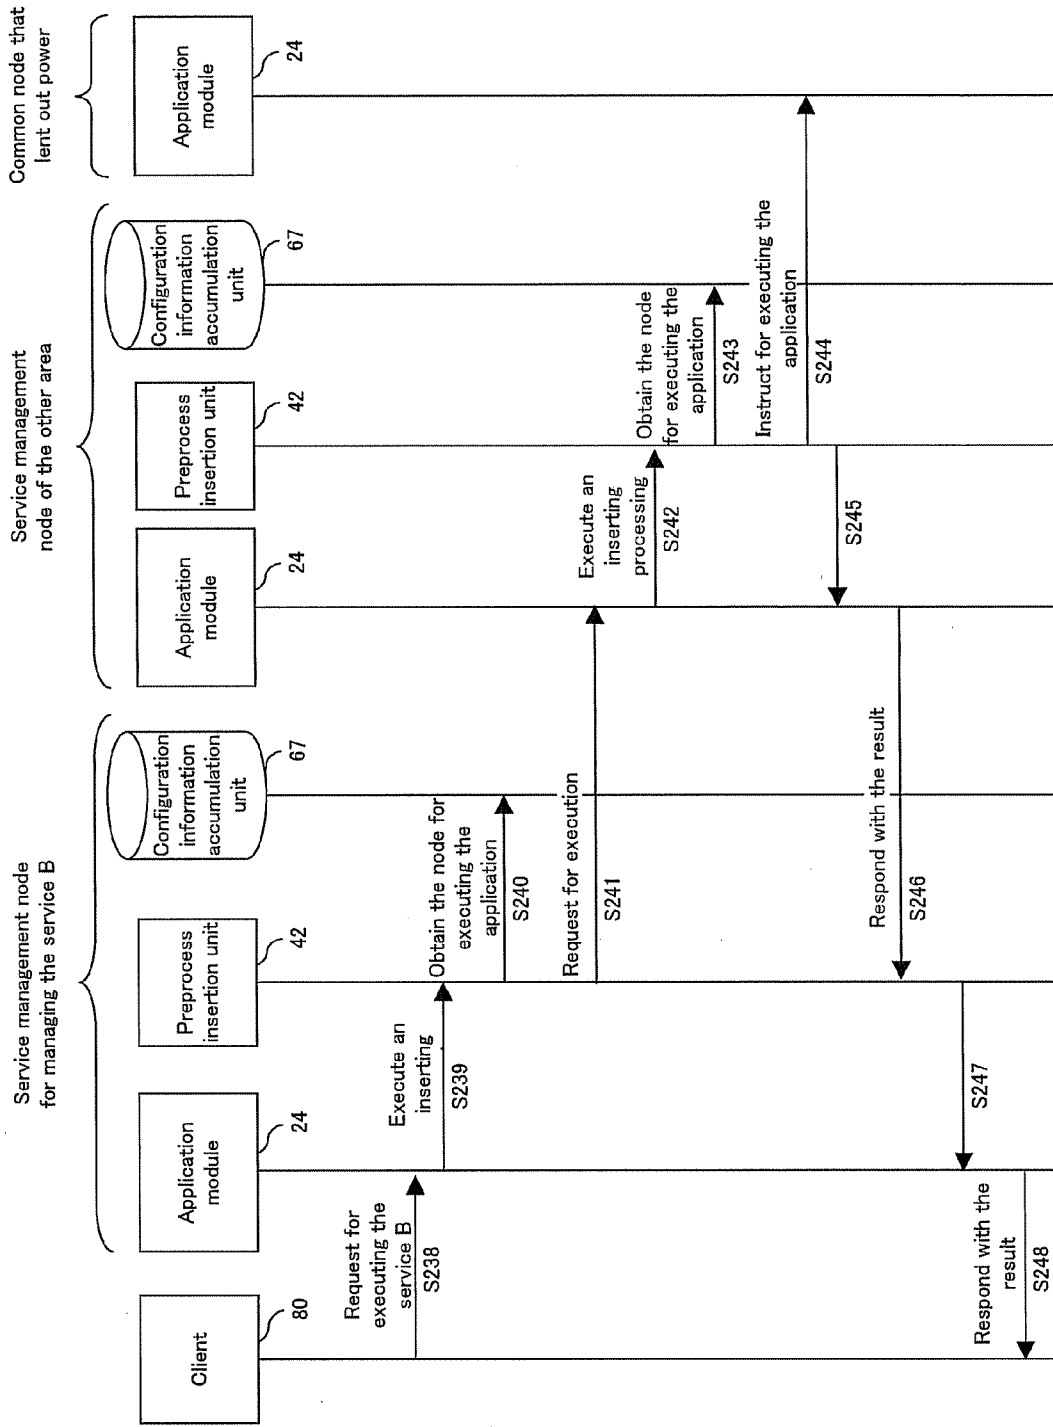 Client
80
Service management node
for managing the service B
Application
module
24
Preprocess
insertion unit
42
Configuration
information
accumulation
unit
67
Service management
node of the other area
Application
module
24
Preprocess
insertion unit
42
Configuration
information
accumulation
unit
67
Common node that
lent out power
Application
module
24
Request for
executing the
service B
S238
Execute an
inserting
S239
Obtain the node for
executing the
application
S240
Request for execution
S241
Execute an
inserting
processing
S242
Obtain the node
for executing the
application
S243
Instruct for executing the
application
S244
S245
Respond with the result
S246
S247
Respond with the
result
S248